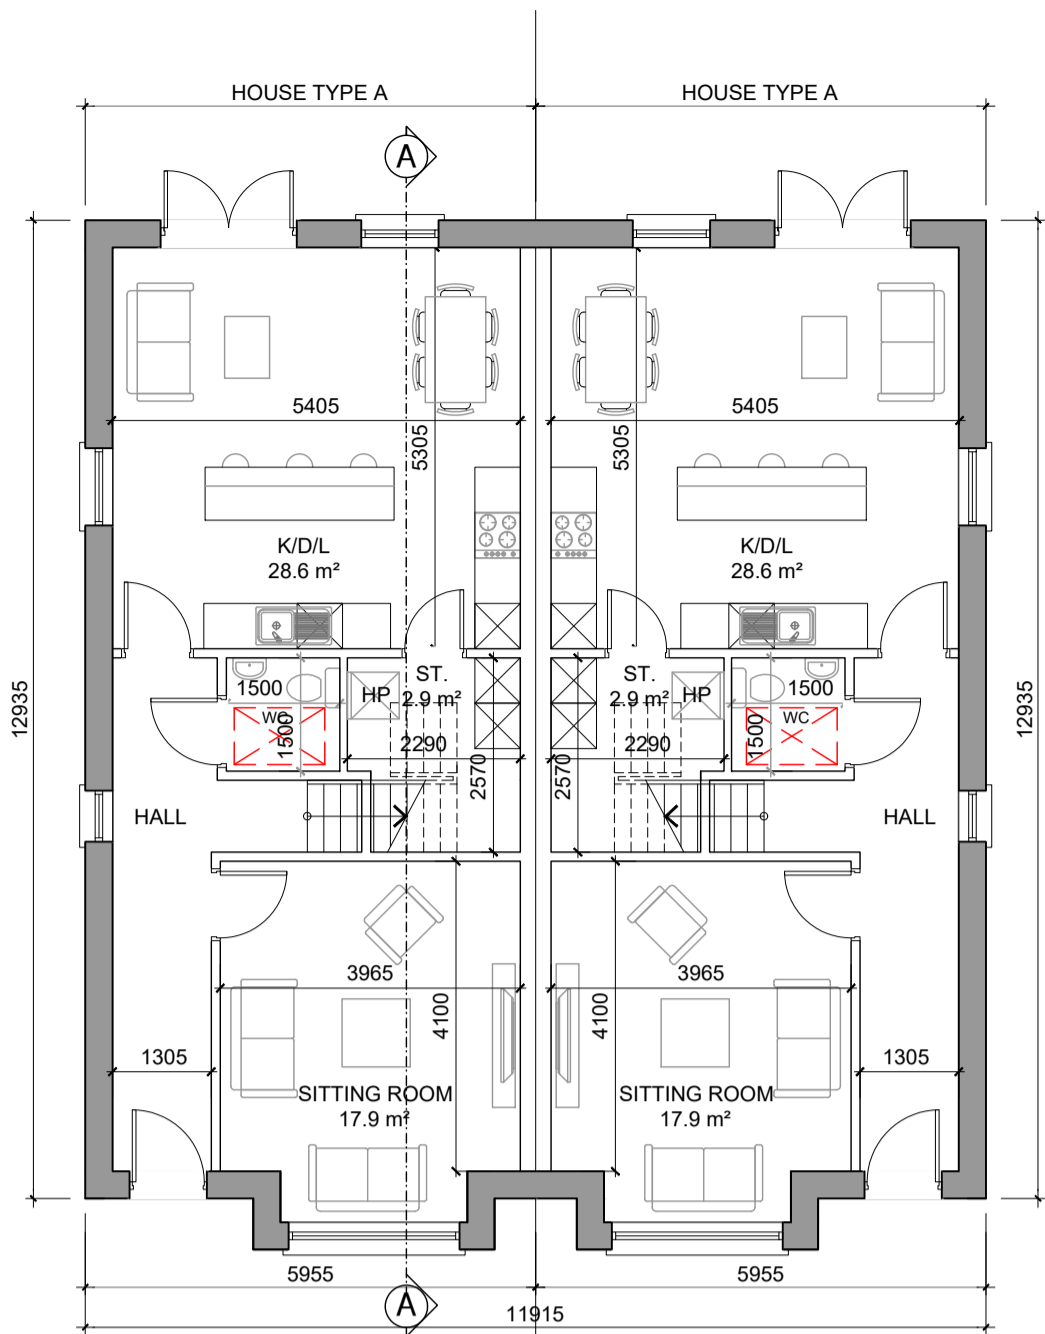 HOUSE TYPE A
HOUSE TYPE A
A
5405
5405
5305
5305
K/D/L
28.6 m²
K/D/L
28.6 m²
12935
12935
ST.
2.9 m²
HP
1500
WC
1500
2290
2570
ST.
2.9 m²
HP
1500
WC
1500
2290
2570
HALL
HALL
3965
3965
4100
4100
1305
1305
SITTING ROOM
17.9 m²
SITTING ROOM
17.9 m²
5955
5955
A
11915